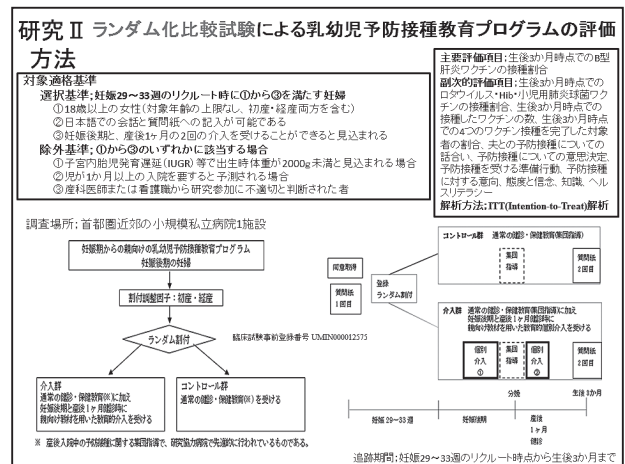 研究Ⅱ ランダム化比較試験による乳幼児予防接種教育プログラムの評価
方法
対象適格基準
選択基準;妊娠29～33週のリクルート時に①から③を満たす妊婦
①18歳以上の女性(対象年齢の上限なし、初産・経産両方を含む)
②日本語での会話と質問紙への記入が可能である
③妊娠後期と、産後1ヶ月の2回の介入を受けることができると見込まれる
除外基準;①から③のいずれかに該当する場合
①子宮内胎児発育遅延(IUGR)等で出生時体重が2000g未満と見込まれる場合
②児が1か月以上の入院を要すると予測される場合
③産科医師または看護職から研究参加に不適切と判断された者
主要評価項目;生後3か月時点でのB型
肝炎ワクチンの接種割合
副次的評価項目;生後3か月時点での
ロタウイルス・Hib・小児用肺炎球菌ワクチ
ンの接種割合、生後3か月時点での
接種したワクチンの数、生後3か月時点
での4つのワクチン接種を完了した対象
者の割合、夫との予防接種についての
話合い、予防接種についての意思決定、
予防接種を受ける準備行動、予防接種
に対する意向、態度と信念、知識、ヘル
スリテラシー
解析方法;ITT(Intention-to-Treat)解析
調査場所;首都圏近郊の小規模私立病院1施設
妊娠期からの親向けの乳幼児予防接種教育プログラム
妊娠後期の妊婦
割付調整因子:初産・経産
ランダム割付
臨床試験事前登録番号 UMIN000012575
介入群
通常の健診・保健教育(※)に加え
妊娠後期と産後1ヶ月健診時に
親向け教材を用いた教育的介入を受ける
コントロール群
通常の健診・保健教育(※)を受ける
※ 産後入院中の予防接種に関する集団指導で、研究協力病院で先進的に行われているものである。
同意取得
質問紙
1回目
登録
ランダム割付
コントロール群 通常の健診・保健教育(集団指導)
集団
指導
質問紙
2回目
介入群 通常の健診・保健教育(集団指導)に加え
妊娠後期と産後1ヶ月健診時に
親向け教材を用いた教育的個別介入を受ける
個別
介入
①
集団
指導
個別
介入
②
質問紙
2回目
分娩
生後3か月
妊娠29～33週
妊娠後期
産後
1ヶ月
健診
追跡期間;妊娠29～33週のリクルート時点から生後3か月まで